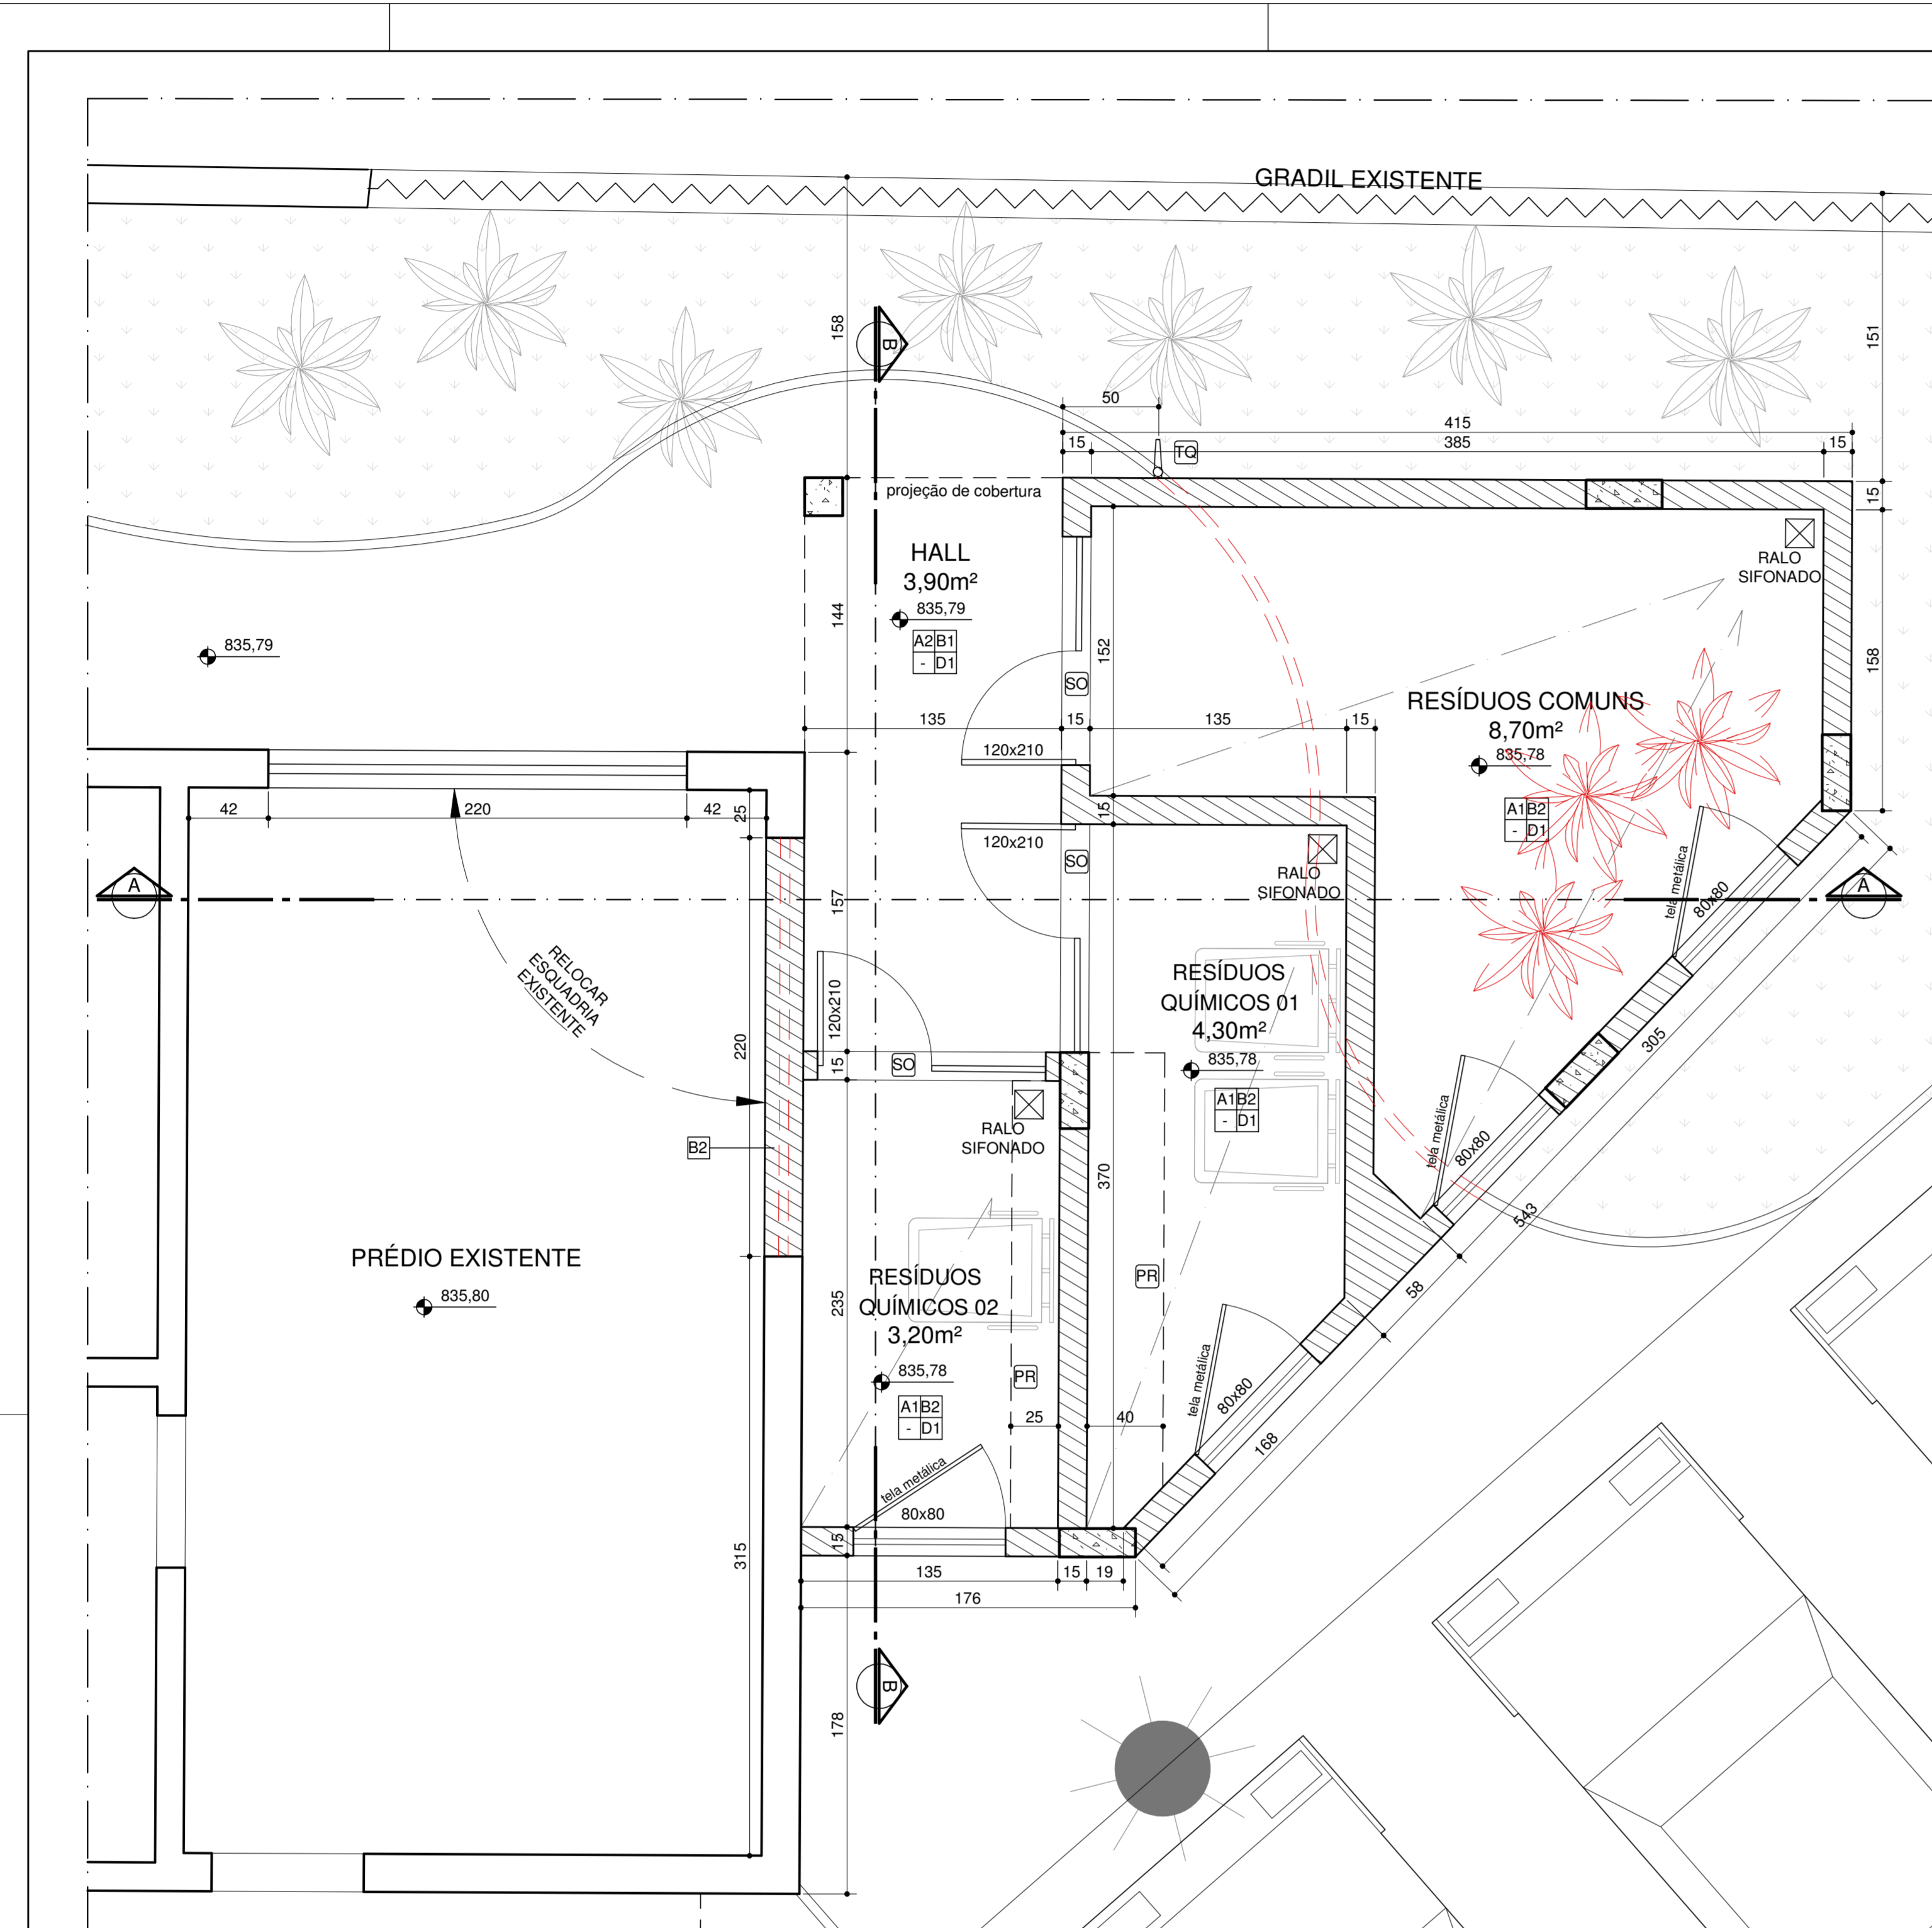 GRADIL EXISTENTE
158
B
151
50
415
15
385
15
TQ
projeção de cobertura
15
HALL
3,90m²
835,79
A2 B1
- D1
RALO
SIFONADO
144
152
835,79
SO
158
RESÍDUOS COMUNS
8,70m²
835,78
A1 B2
- D1
135
15
135
15
120x210
42
220
42
25
15
120x210
SO
RALO
SIFONADO
tela metálica
80x80
A
A
157
RELOCAR
ESQUADRIA
EXISTENTE
RESÍDUOS
QUÍMICOS 01
4,30m²
835,78
A1 B2
- D1
120x210
220
15
SO
305
RALO
SIFONADO
tela metálica
80x80
B2
370
543
PRÉDIO EXISTENTE
835,80
RESÍDUOS
QUÍMICOS 02
3,20m²
235
PR
58
835,78
A1 B2
- D1
PR
tela metálica
80x80
25
40
168
tela metálica
80x80
15
315
135
15
19
176
B
178